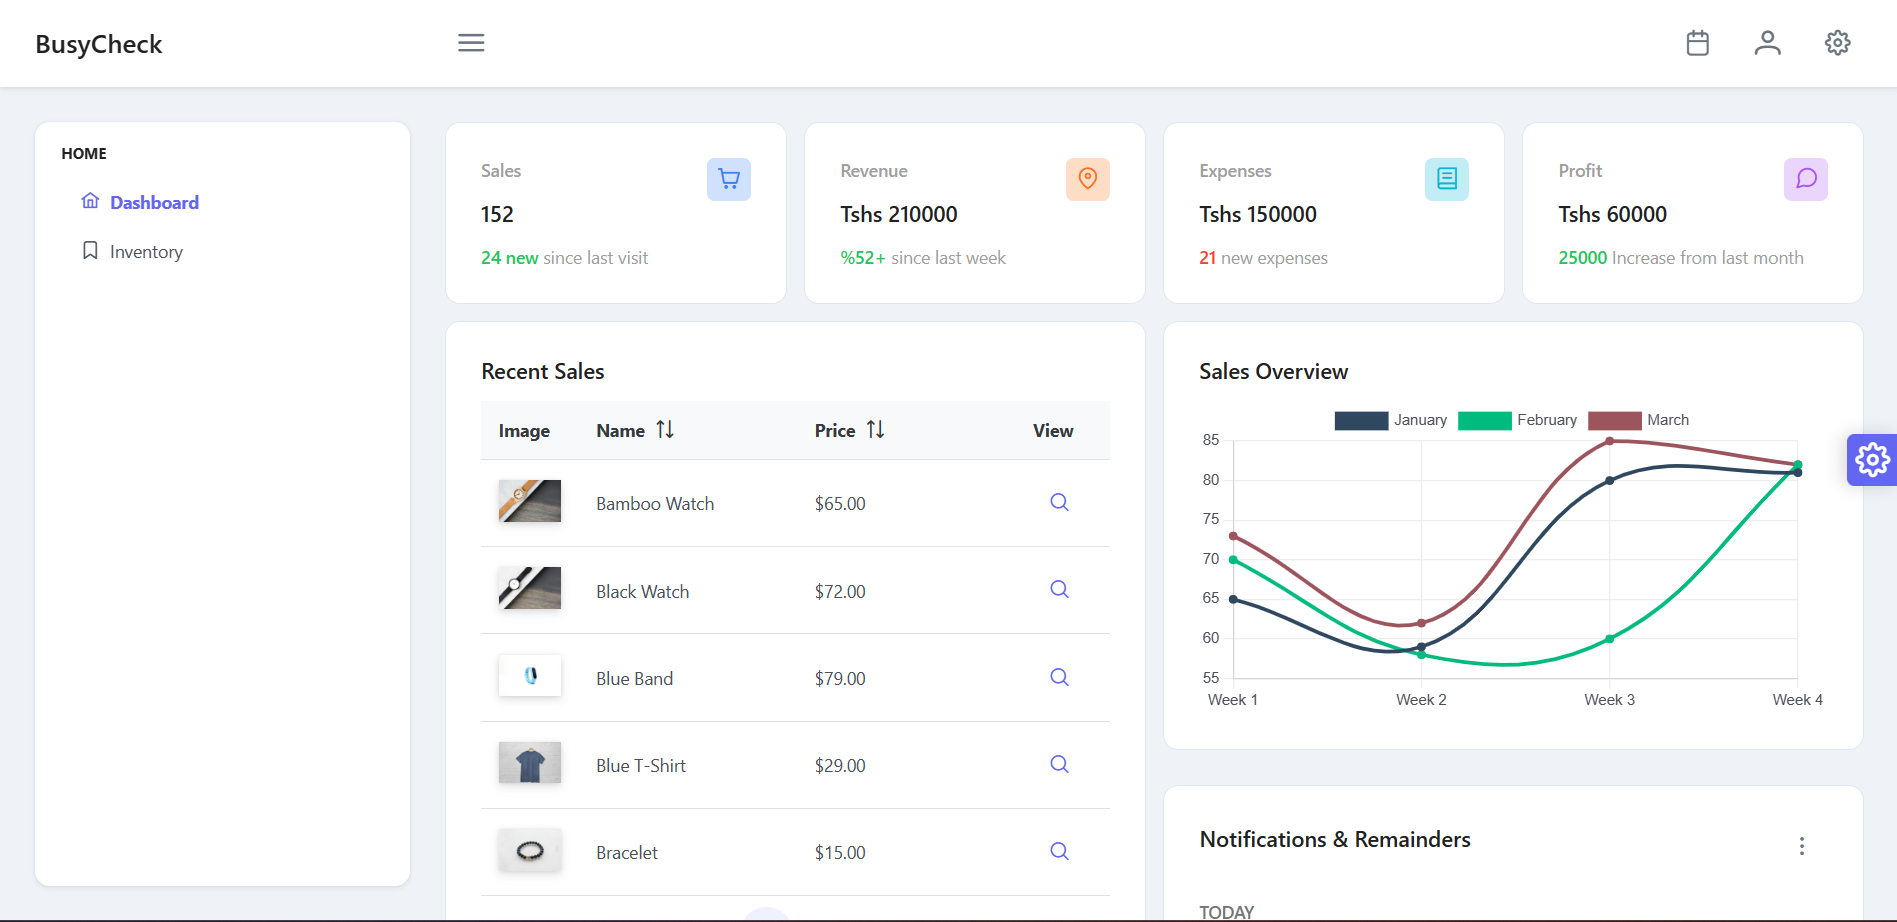 BusyCheck
HOME
Dashboard
Inventory
Sales
152
24 new since last visit
Revenue
Tshs 210000
%52+ since last week
Expenses
Tshs 150000
21 new expenses
Profit
Tshs 60000
25000 Increase from last month
Recent Sales
Image Name Price View
Bamboo Watch $65.00
Black Watch $72.00
Blue Band $79.00
Blue T-Shirt $29.00
Bracelet $15.00
Sales Overview
January February March
85
80
75
70
65
60
55
Week 1 Week 2 Week 3 Week 4
Notifications & Remainders
TODAY